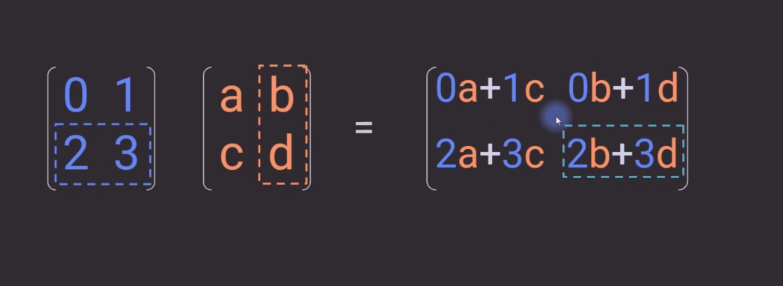 0 1 a b 0a+1c 0b+1d
=
2 3 c d 2a+3c 2b+3d